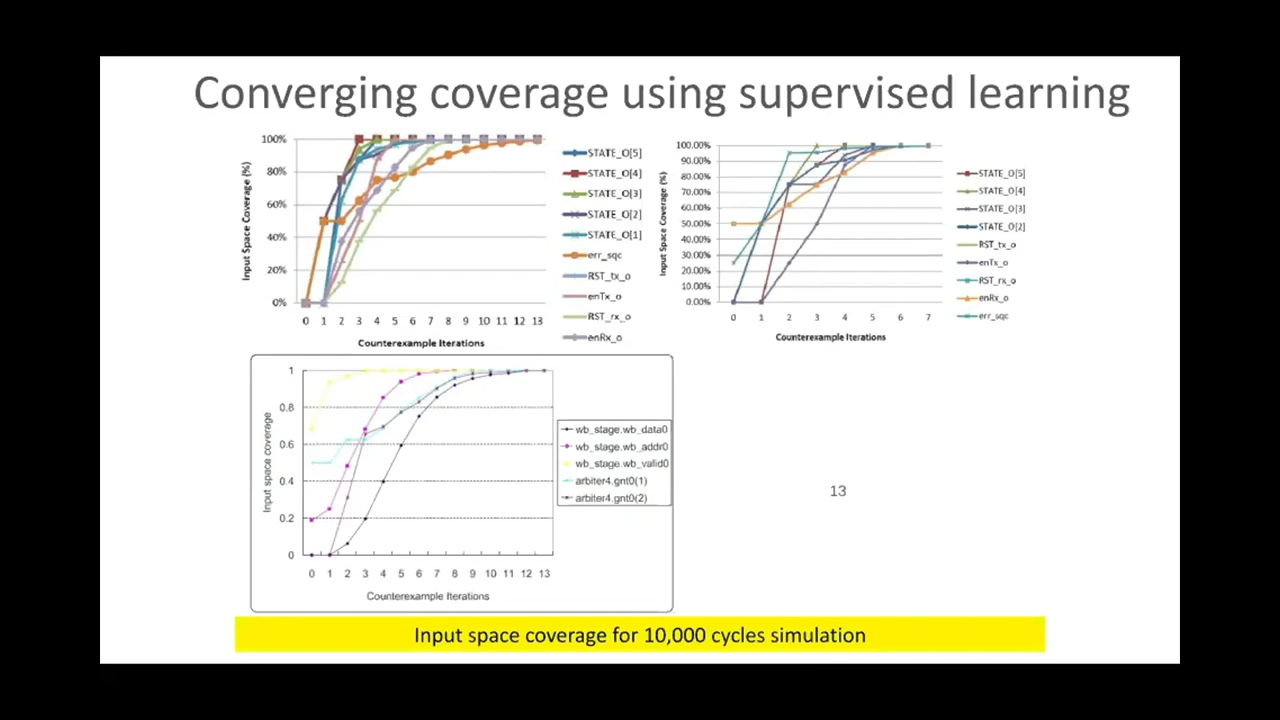 Converging coverage using supervised learning
Input Space Coverage (%)
100%
80%
60%
40%
20%
0%
0 1 2 3 4 5 6 7 8 9 10 11 12 13
Counterexample Iterations
STATE_O[5]
STATE_O[4]
STATE_O[3]
STATE_O[2]
STATE_O[1]
err_sqc
RST_tx_o
enTx_o
RST_rx_o
enRx_o
Input Space Coverage (%)
100.00%
90.00%
80.00%
70.00%
60.00%
50.00%
40.00%
30.00%
20.00%
10.00%
0.00%
0 1 2 3 4 5 6 7
Counterexample Iterations
STATE_O[5]
STATE_O[4]
STATE_O[3]
STATE_O[2]
RST_tx_o
enTx_o
RST_rx_o
enRx_o
err_sqc
Input space coverage
1
0.8
0.6
0.4
0.2
0
0 1 2 3 4 5 6 7 8 9 10 11 12 13
Counterexample Iterations
wb_stage.wb_data0
wb_stage.wb_addr0
wb_stage.wb_valid0
arbiter4.gnt0(1)
arbiter4.gnt0(2)
13
Input space coverage for 10,000 cycles simulation